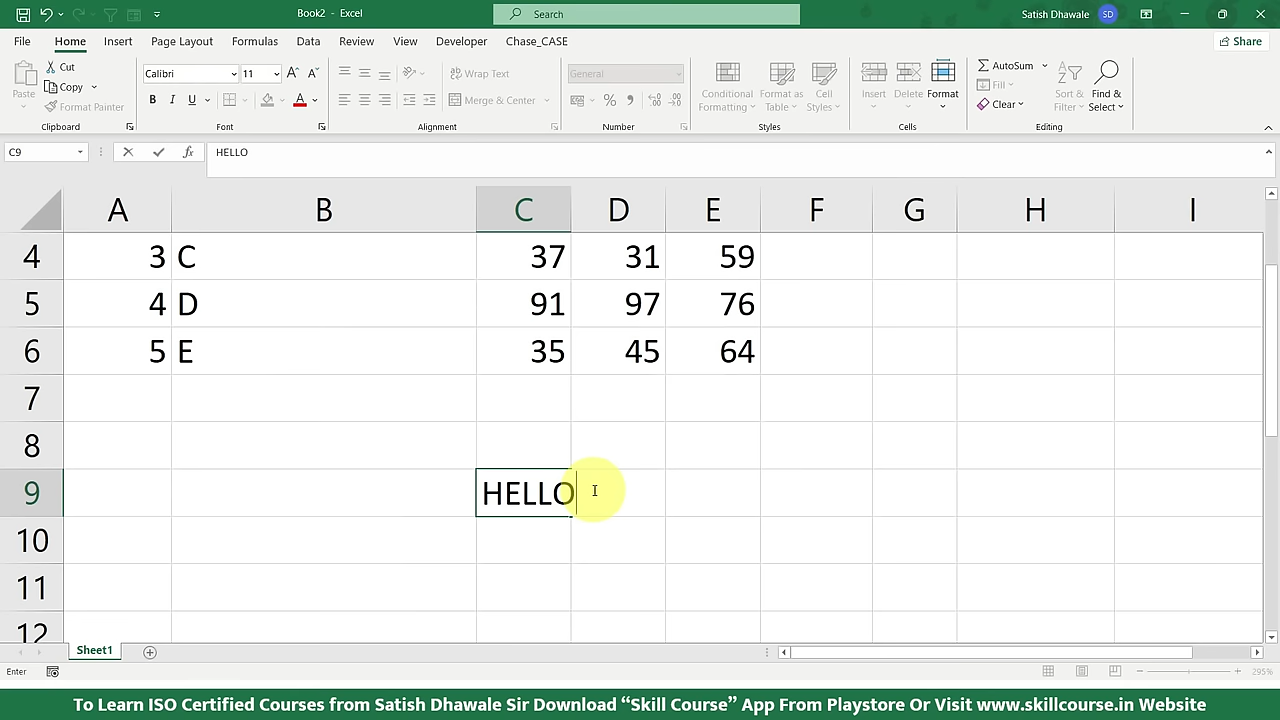 Book2 - Excel
Search
Satish Dhawale SD
File Home Insert Page Layout Formulas Data Review View Developer Chase_CASE Share
Paste Cut Copy Format Painter Clipboard
Calibri 11 B I U A Font
Wrap Text Merge & Center Alignment
General % Number
Conditional Formatting Format as Table Cell Styles Styles
Insert Delete Format Cells
AutoSum Fill Clear Sort & Filter Find & Select Editing
C9 fx HELLO
A B C D E F G H I
4 3 C 37 31 59
5 4 D 91 97 76
6 5 E 35 45 64
7
8
9 HELLO
10
11
12
Sheet1
Enter 295%
To Learn ISO Certified Courses from Satish Dhawale Sir Download “Skill Course” App From Playstore Or Visit www.skillcourse.in Website